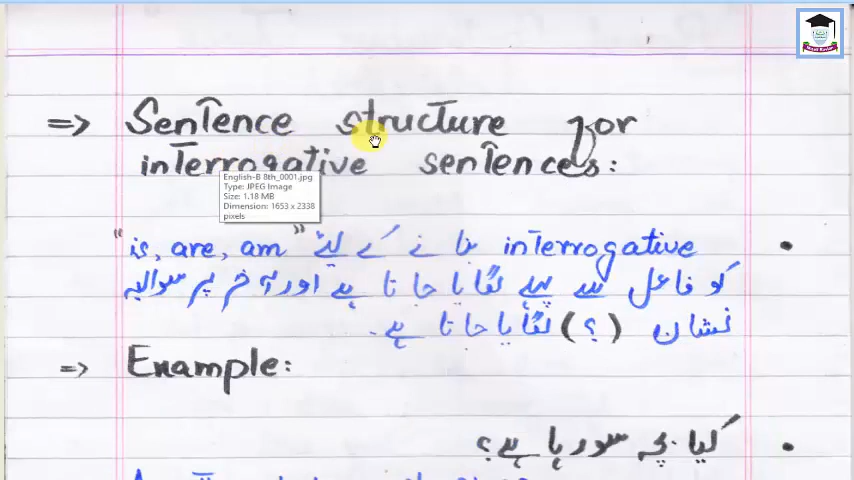 ⇒ Sentence structure for
interrogative sentences:
English-B 8th_0001.jpg
Type: JPEG Image
Size: 1.18 MB
Dimension: 1653 x 2338
pixels
• interrogative بنانے کے لیئے "is, are, am"
کو فاعل سے پہلے لگایا جاتا ہے اور آخر پر سوالیہ
نشان (؟) لگایا جاتا ہے۔
⇒ Example:
• کیا بچہ سو رہا ہے؟